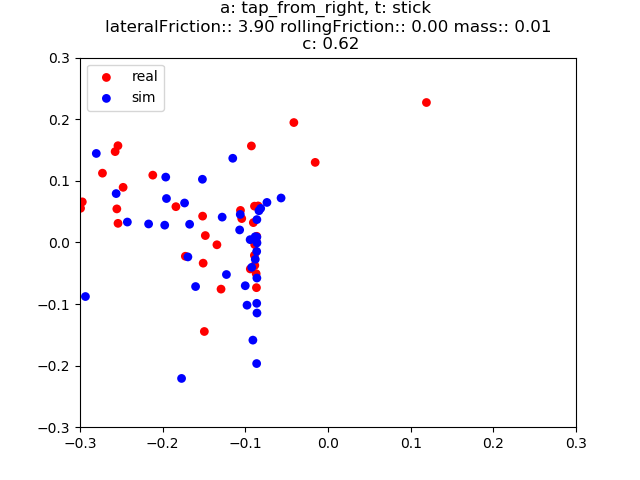 a: tap_from_right, t: stick
lateralFriction:: 3.90 rollingFriction:: 0.00 mass:: 0.01
c: 0.62
real
sim
0.3
0.2
0.1
0.0
−0.1
−0.2
−0.3
−0.3
−0.2
−0.1
0.0
0.1
0.2
0.3